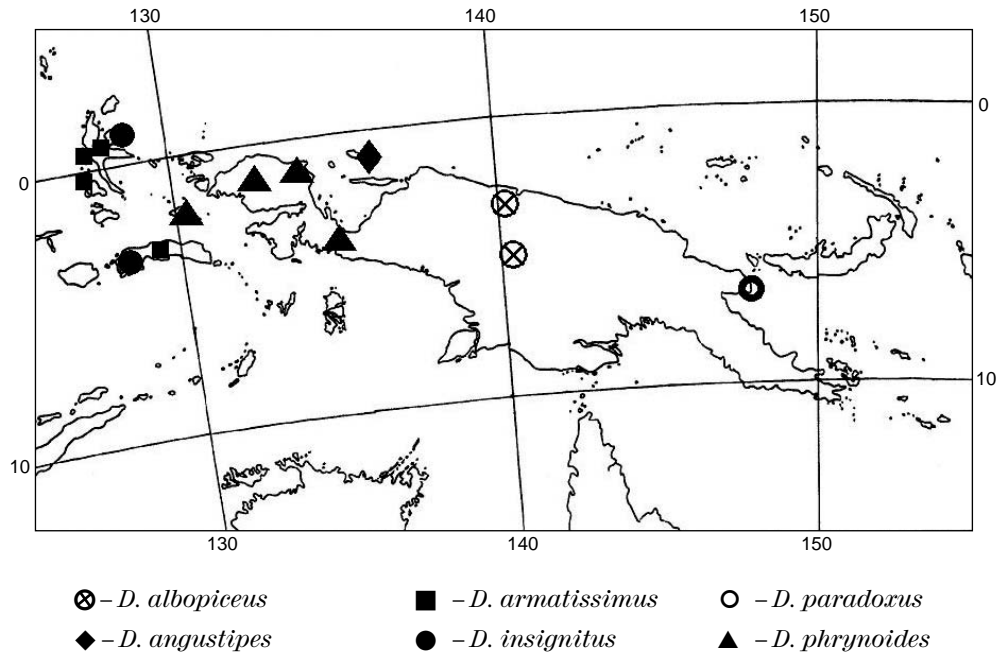 130 140 150
0
0
10
10
130 140 150
– D. albopiceus – D. armatissimus – D. paradoxus
– D. angustipes – D. insignitus – D. phrynoides